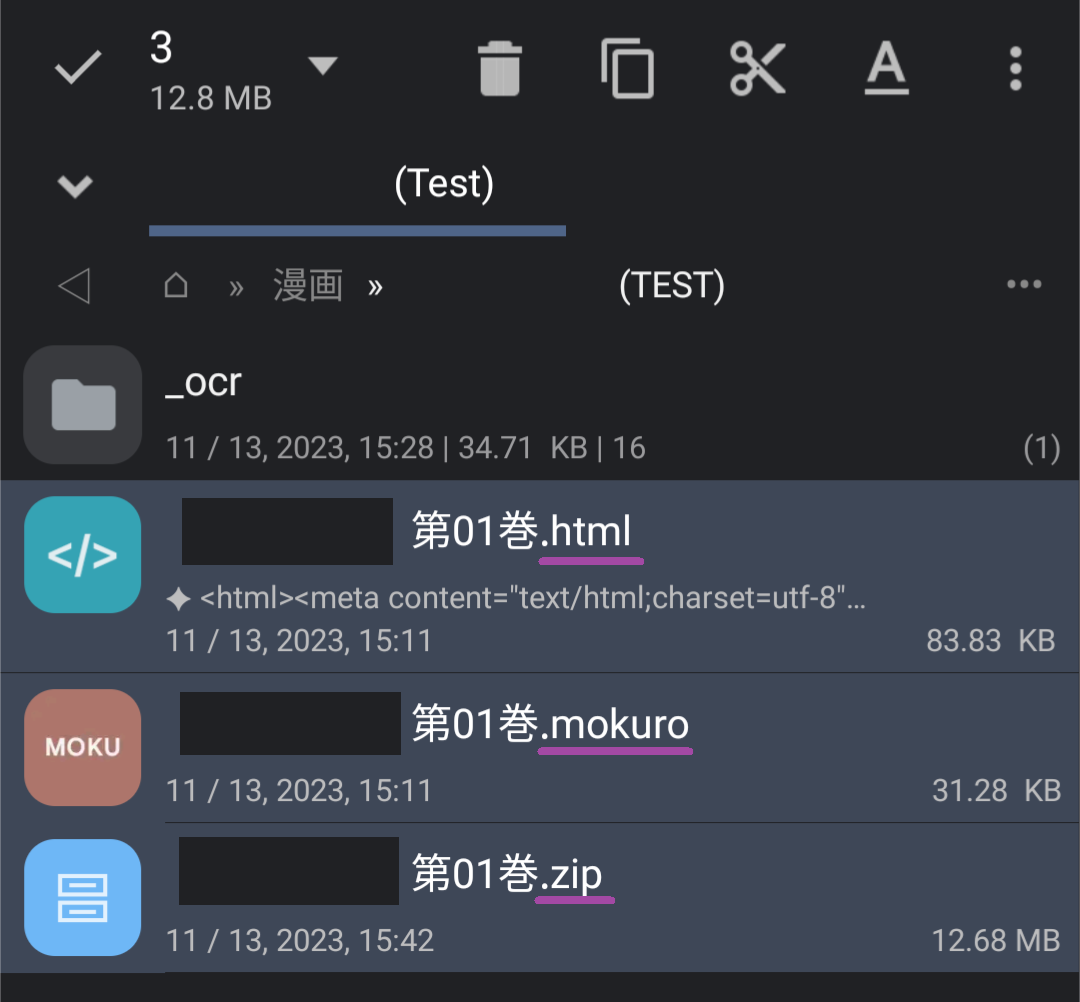 3
12.8 MB
(Test)
» 漫画 » (TEST)
_ocr
11 / 13, 2023, 15:28 | 34.71 KB | 16 (1)
</>
第01巻.html
<html><meta content="text/html;charset=utf-8"...
11 / 13, 2023, 15:11 83.83 KB
MOKU
第01巻.mokuro
11 / 13, 2023, 15:11 31.28 KB
第01巻.zip
11 / 13, 2023, 15:42 12.68 MB